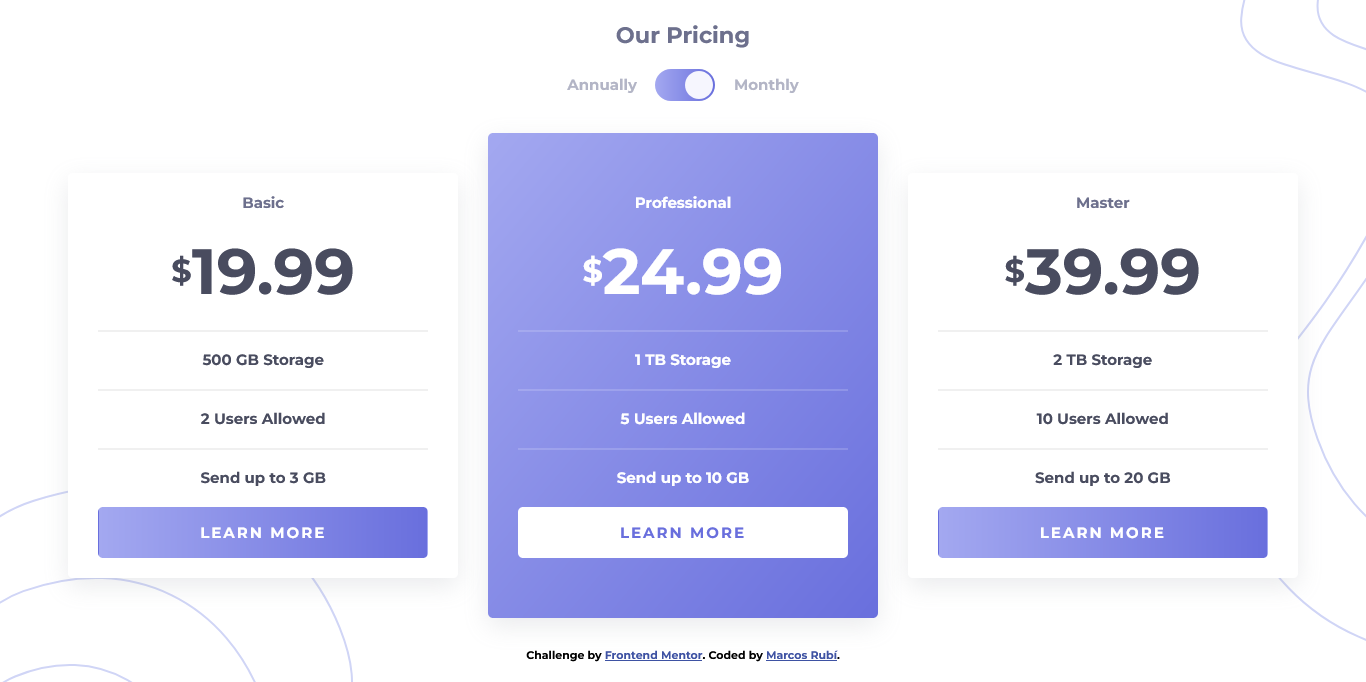 Our Pricing
Annually Monthly
Basic
$19.99
500 GB Storage
2 Users Allowed
Send up to 3 GB
LEARN MORE
Professional
$24.99
1 TB Storage
5 Users Allowed
Send up to 10 GB
LEARN MORE
Master
$39.99
2 TB Storage
10 Users Allowed
Send up to 20 GB
LEARN MORE
Challenge by Frontend Mentor. Coded by Marcos Rubí.